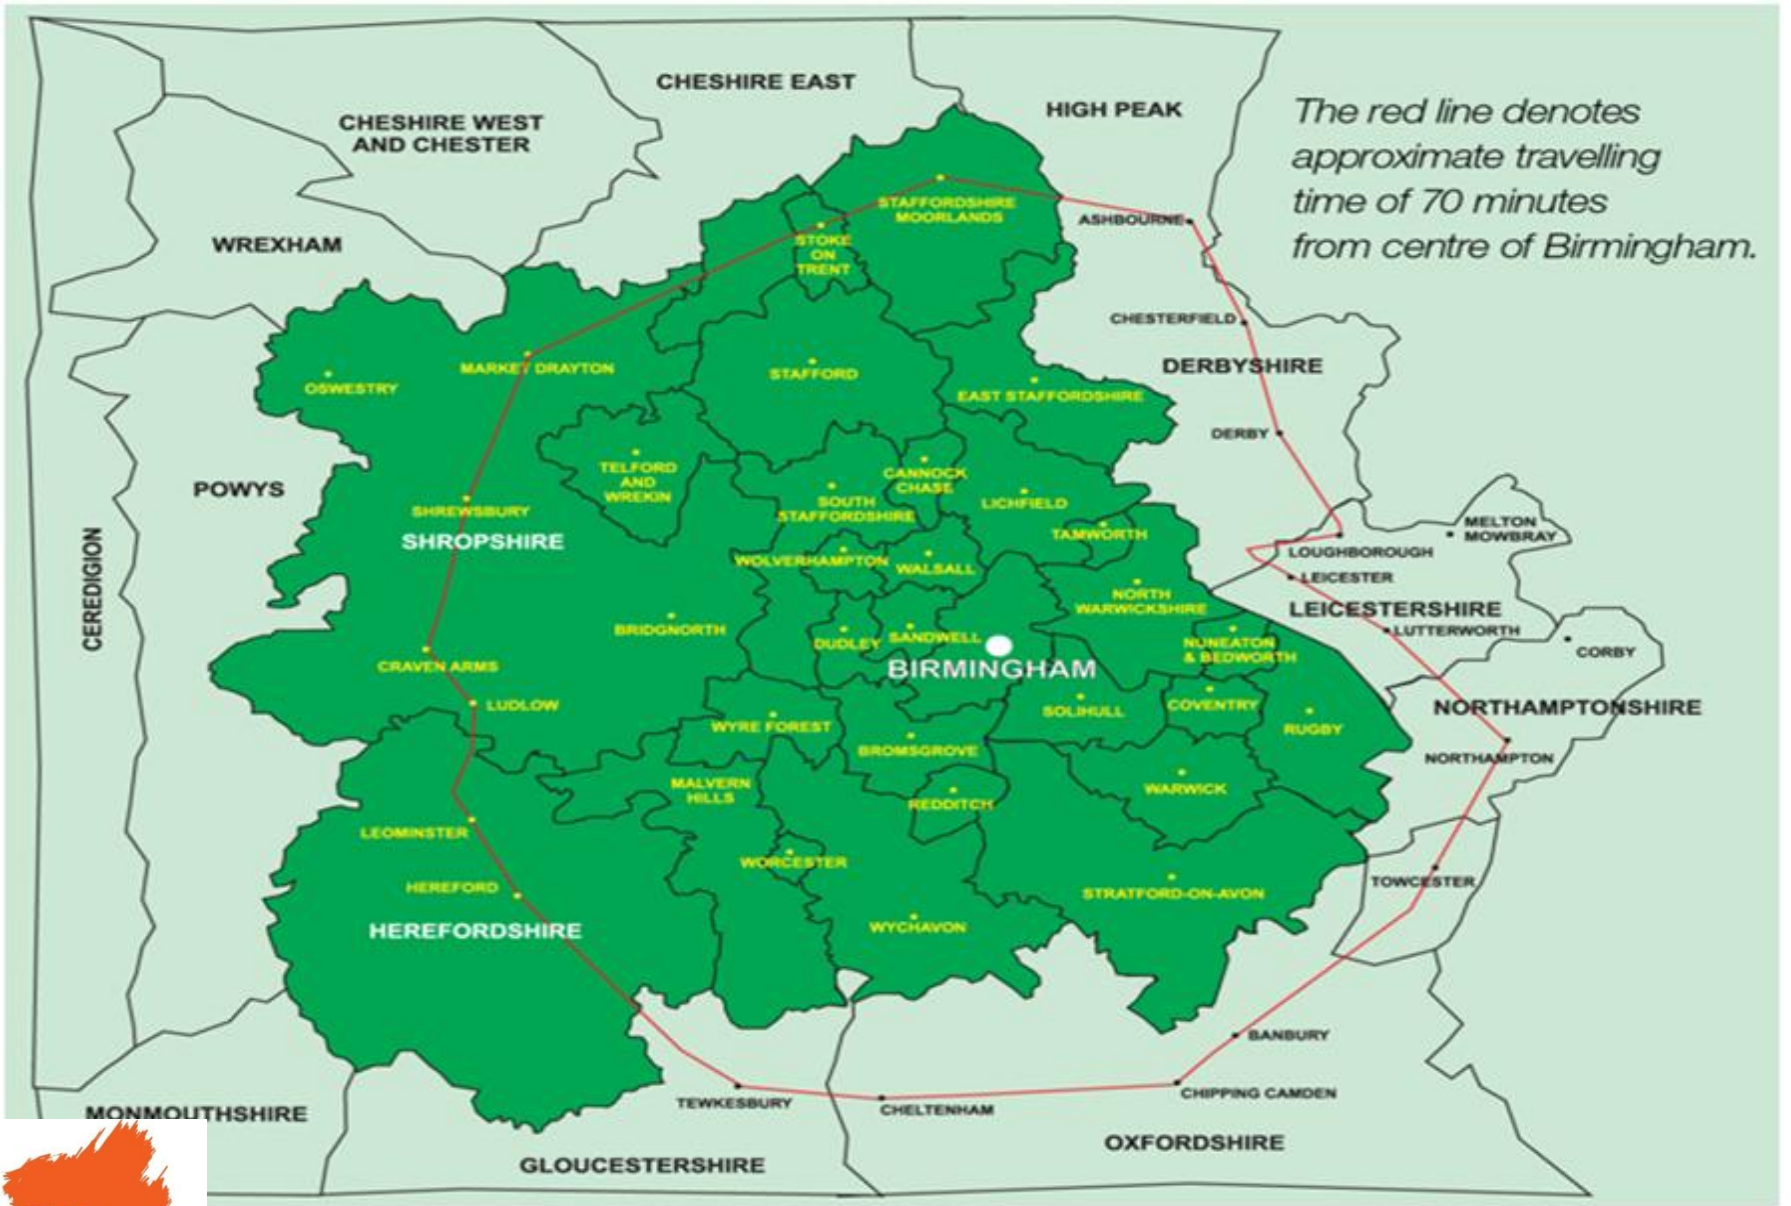 CHESHIRE EAST
HIGH PEAK
CHESHIRE WEST
AND CHESTER
The red line denotes
approximate travelling
time of 70 minutes
from centre of Birmingham.
WREXHAM
STAFFORDSHIRE
MOORLANDS
ASHBOURNE
STOKE
ON
TRENT
CHESTERFIELD
DERBYSHIRE
MARKET DRAYTON
OSWESTRY
STAFFORD
EAST STAFFORDSHIRE
DERBY
POWYS
TELFORD
AND
WREKIN
CANNOCK
CHASE
SOUTH
STAFFORDSHIRE
LICHFIELD
SHREWSBURY
SHROPSHIRE
TAMWORTH
MELTON
MOWBRAY
LOUGHBOROUGH
CEREDIGION
WOLVERHAMPTON
WALSALL
LEICESTER
NORTH
WARWICKSHIRE
LEICESTERSHIRE
BRIDGNORTH
DUDLEY
SANDWELL
NUNEATON
& BEDWORTH
LUTTERWORTH
CORBY
CRAVEN ARMS
BIRMINGHAM
LUDLOW
SOLIHULL
COVENTRY
NORTHAMPTONSHIRE
WYRE FOREST
RUGBY
BROMSGROVE
NORTHAMPTON
MALVERN
HILLS
WARWICK
REDDITCH
LEOMINSTER
WORCESTER
HEREFORD
STRATFORD-ON-AVON
TOWCESTER
HEREFORDSHIRE
WYCHAVON
BANBURY
CHIPPING CAMDEN
TEWKESBURY
CHELTENHAM
MONMOUTHSHIRE
OXFORDSHIRE
GLOUCESTERSHIRE